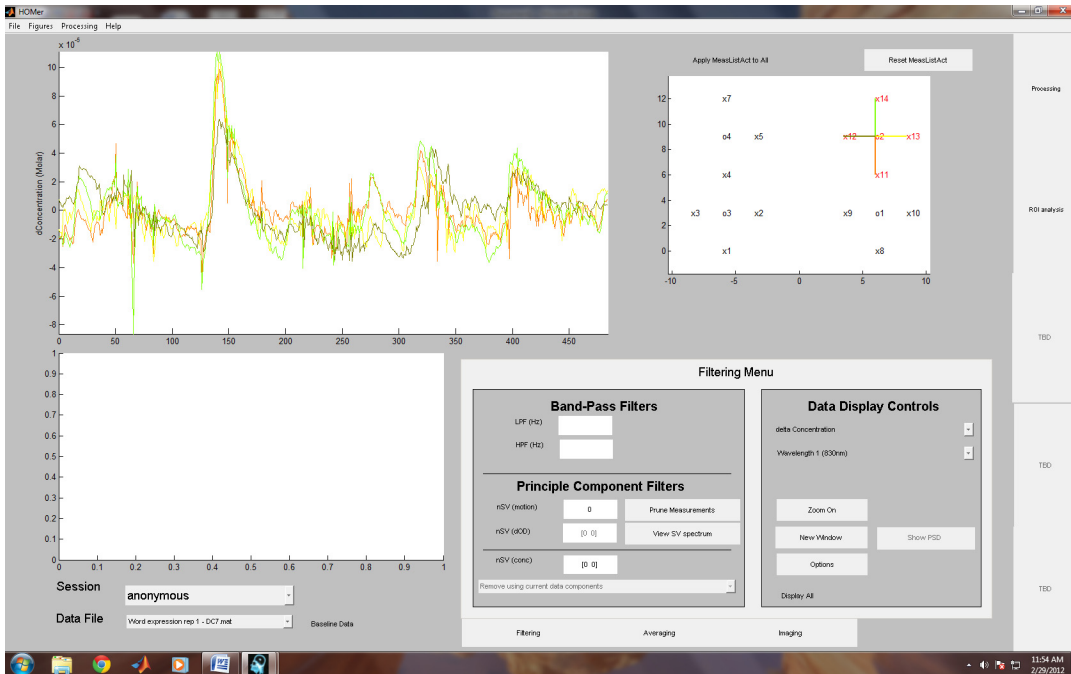 HOMer
File Figures Processing Help
x 10^-5
10
8
6
4
2
0
-2
-4
-6
-8
dConcentration (Molar)
0 50 100 150 200 250 300 350 400 450
Apply MeasListAct to All
Reset MeasListAct
12
10
8
6
4
2
0
-10 -5 0 5 10
x7 x14
o4 x5 x12 o2 x13
x4 x11
x3 o3 x2 x9 o1 x10
x1 x8
Processing
ROI analysis
TBD
TBD
TBD
1
0.9
0.8
0.7
0.6
0.5
0.4
0.3
0.2
0.1
0
0 0.1 0.2 0.3 0.4 0.5 0.6 0.7 0.8 0.9 1
Session
anonymous
Data File
Word expression rep 1 - DC7.mat
Baseline Data
Filtering Menu
Band-Pass Filters
LPF (Hz)
HPF (Hz)
Principle Component Filters
nSV (motion) 0 Prune Measurements
nSV (dOD) [0 0] View SV spectrum
nSV (conc) [0 0]
Remove using current data components
Data Display Controls
delta Concentration
Wavelength 1 (830nm)
Zoom On
New Window Show PSD
Options
Display All
Filtering Averaging Imaging
11:54 AM
2/29/2012